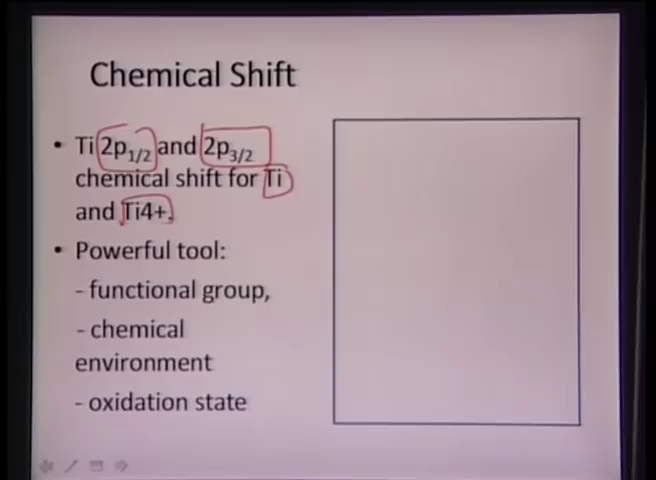 Chemical Shift
• Ti 2p1/2 and 2p3/2
chemical shift for Ti
and Ti4+.
• Powerful tool:
- functional group,
- chemical
environment
- oxidation state